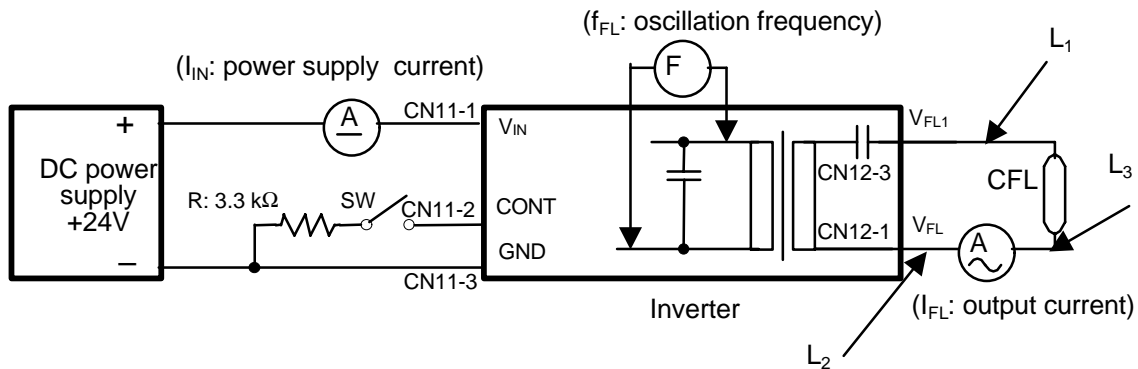 (f_FL: oscillation frequency)
F
L₁
(I_IN: power supply current)
A
CN11-1
V_IN
V_FL1
+
DC power
supply
+24V
−
R: 3.3 kΩ
SW
CN11-2
CONT
GND
CN11-3
CN12-3
CN12-1
CFL
L₃
V_FL
A
Inverter
(I_FL: output current)
L₂